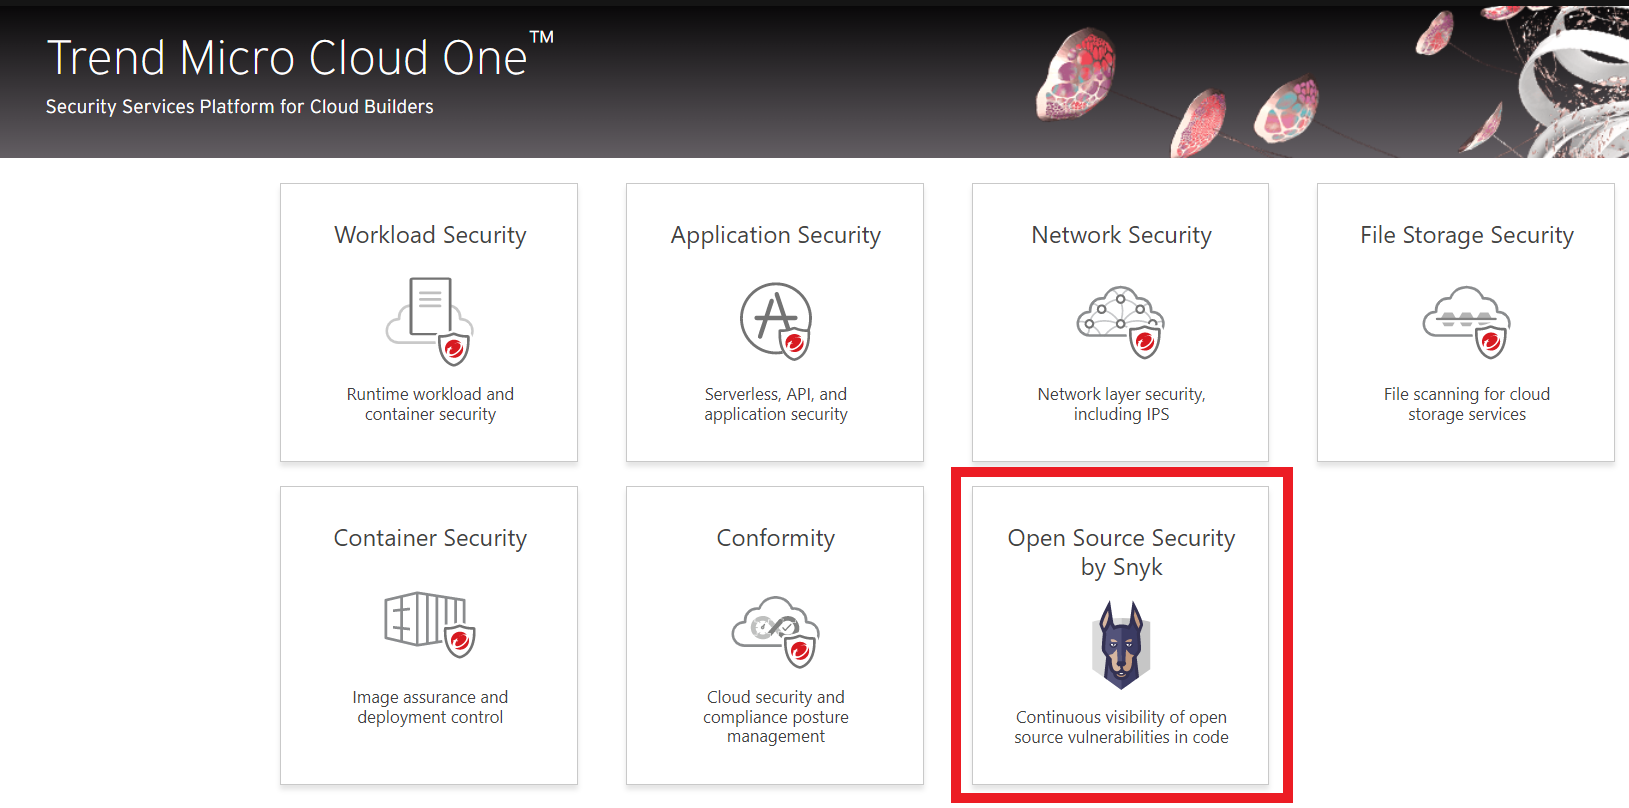 Trend Micro Cloud One™
Security Services Platform for Cloud Builders
Workload Security
Runtime workload and
container security
Application Security
Serverless, API, and
application security
Network Security
Network layer security,
including IPS
File Storage Security
File scanning for cloud
storage services
Container Security
Image assurance and
deployment control
Conformity
Cloud security and
compliance posture
management
Open Source Security
by Snyk
Continuous visibility of open
source vulnerabilities in code